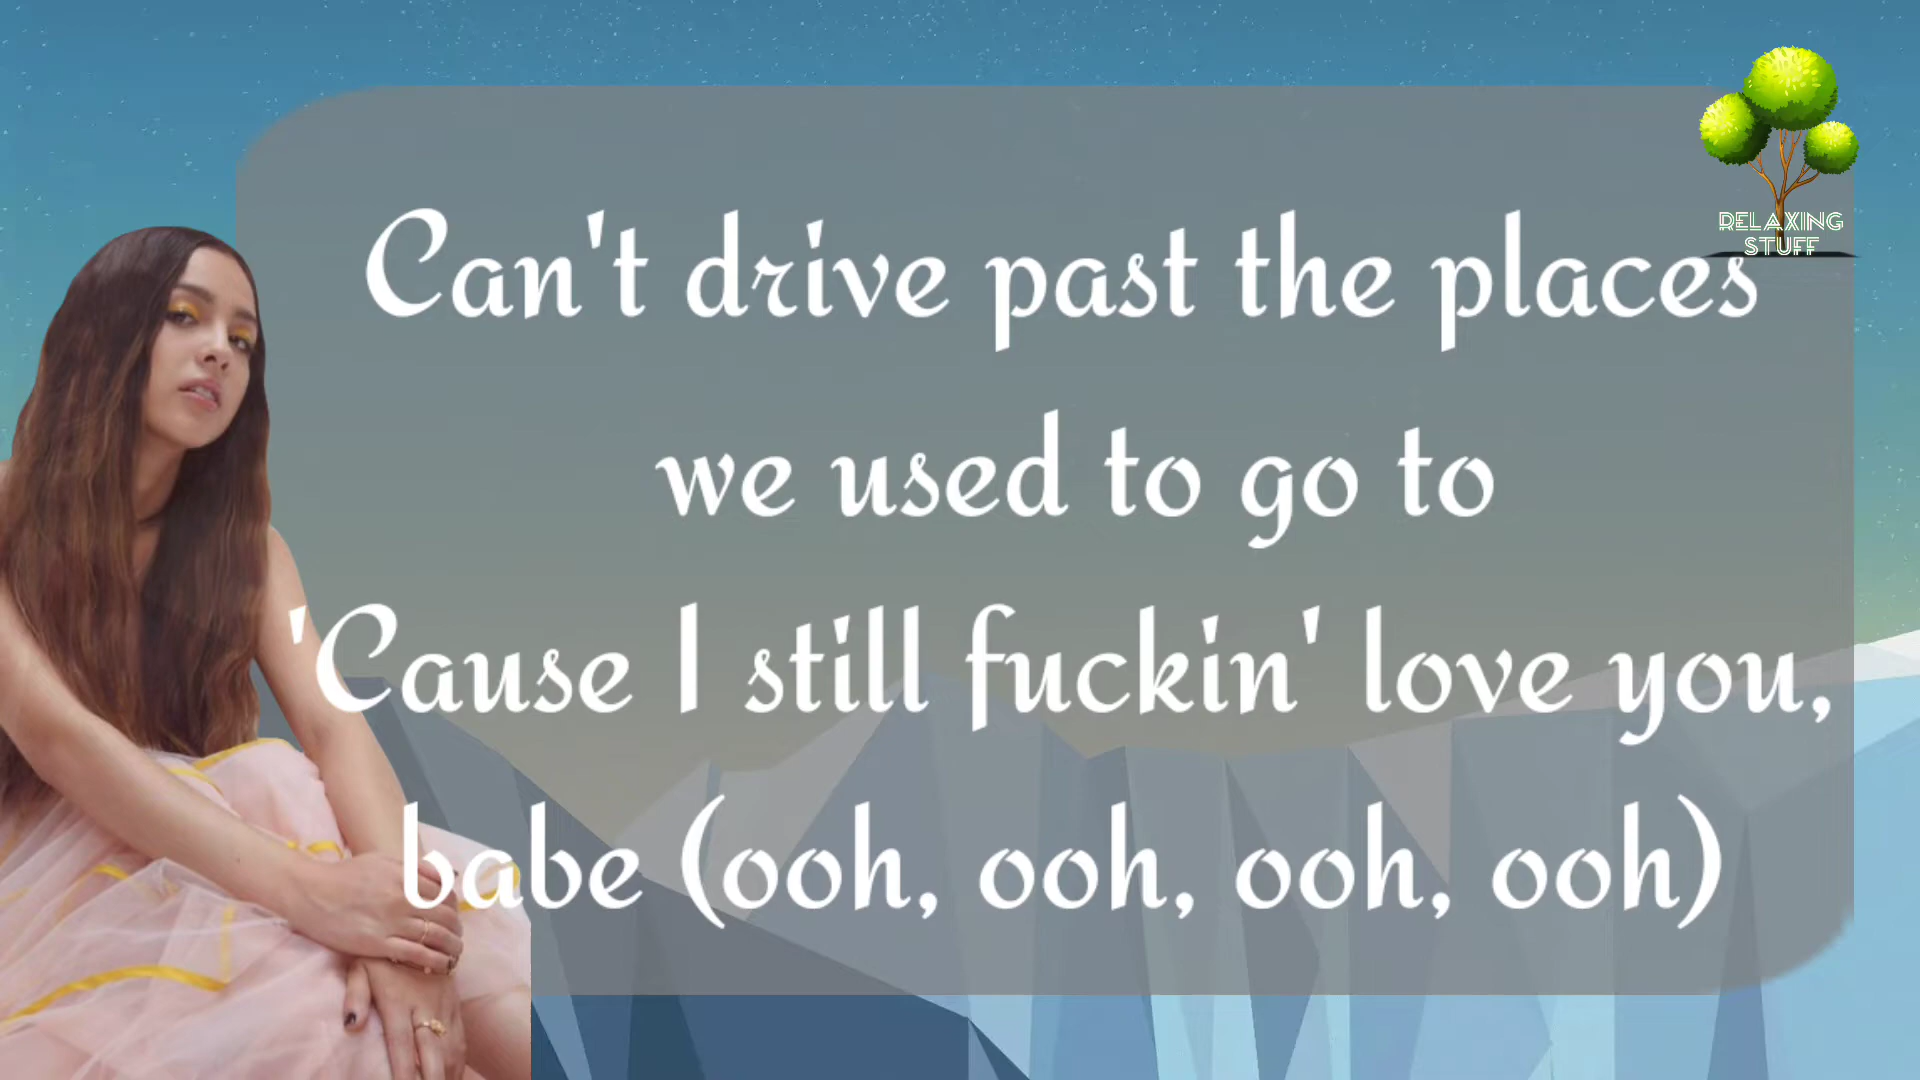 RELAXING
STUFF
Can't drive past the places
we used to go to
'Cause I still fuckin' love you,
babe (ooh, ooh, ooh, ooh)